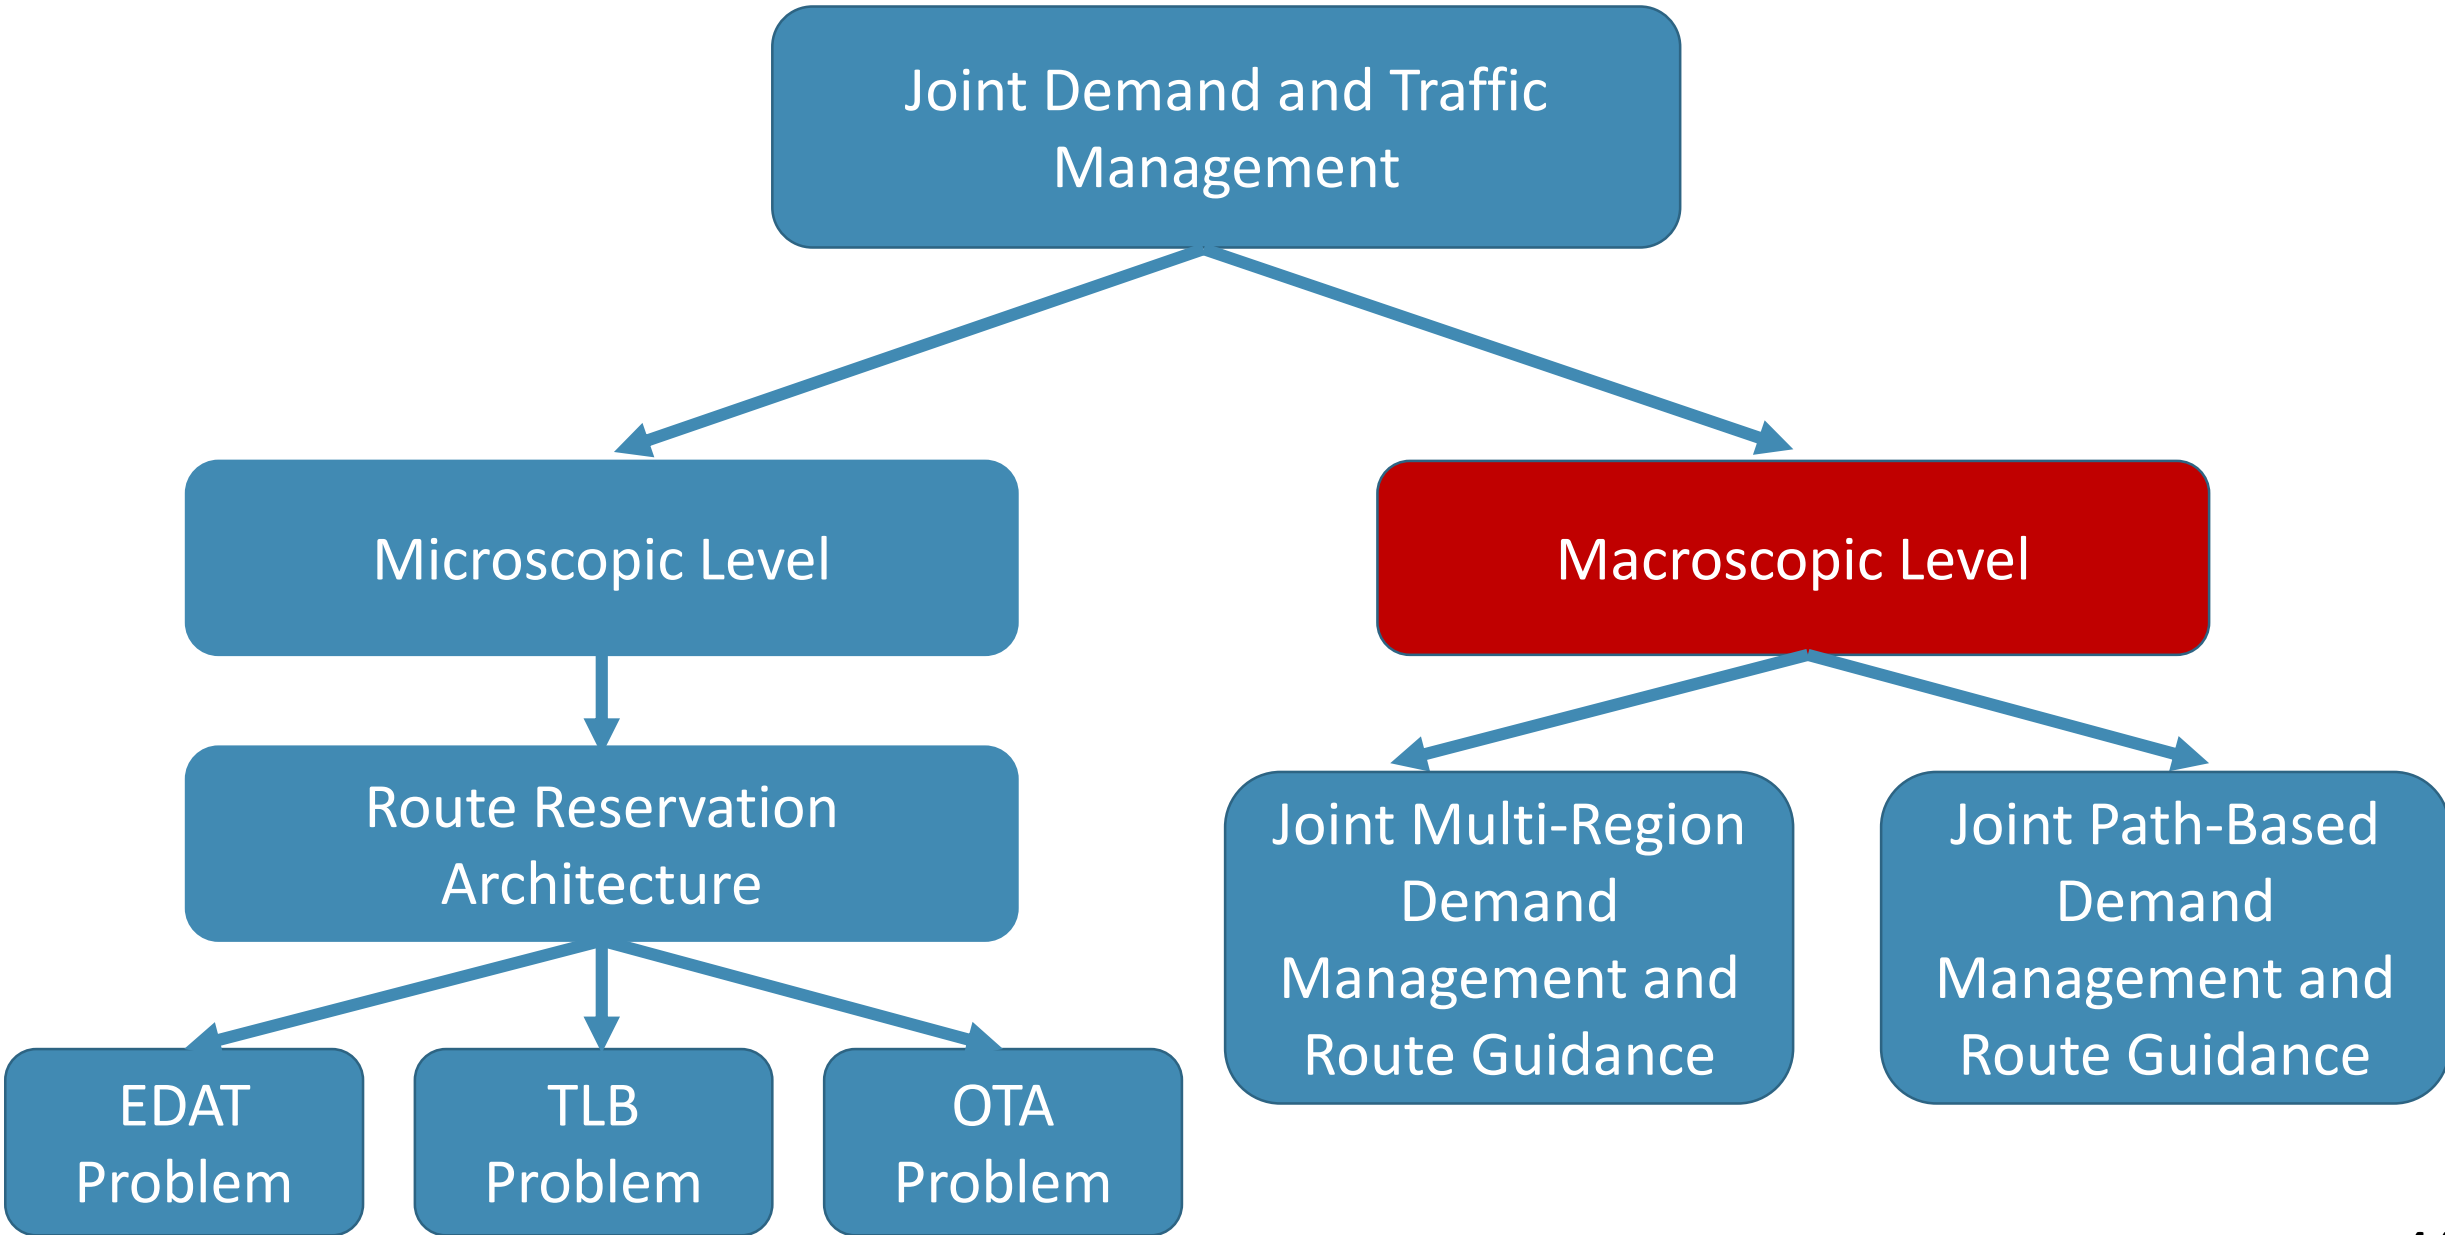 Joint Demand and Traffic
Management
Microscopic Level
Macroscopic Level
Route Reservation
Architecture
Joint Multi-Region
Demand
Management and
Route Guidance
Joint Path-Based
Demand
Management and
Route Guidance
EDAT
Problem
TLB
Problem
OTA
Problem